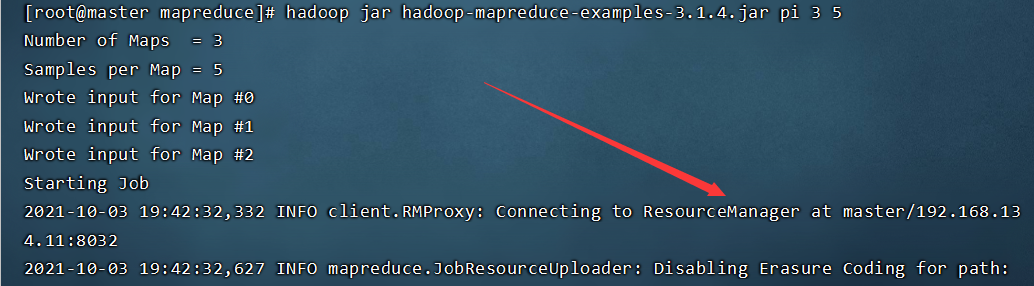 [root@master mapreduce]# hadoop jar hadoop-mapreduce-examples-3.1.4.jar pi 3 5
Number of Maps  = 3
Samples per Map = 5
Wrote input for Map #0
Wrote input for Map #1
Wrote input for Map #2
Starting Job
2021-10-03 19:42:32,332 INFO client.RMProxy: Connecting to ResourceManager at master/192.168.13
4.11:8032
2021-10-03 19:42:32,627 INFO mapreduce.JobResourceUploader: Disabling Erasure Coding for path: